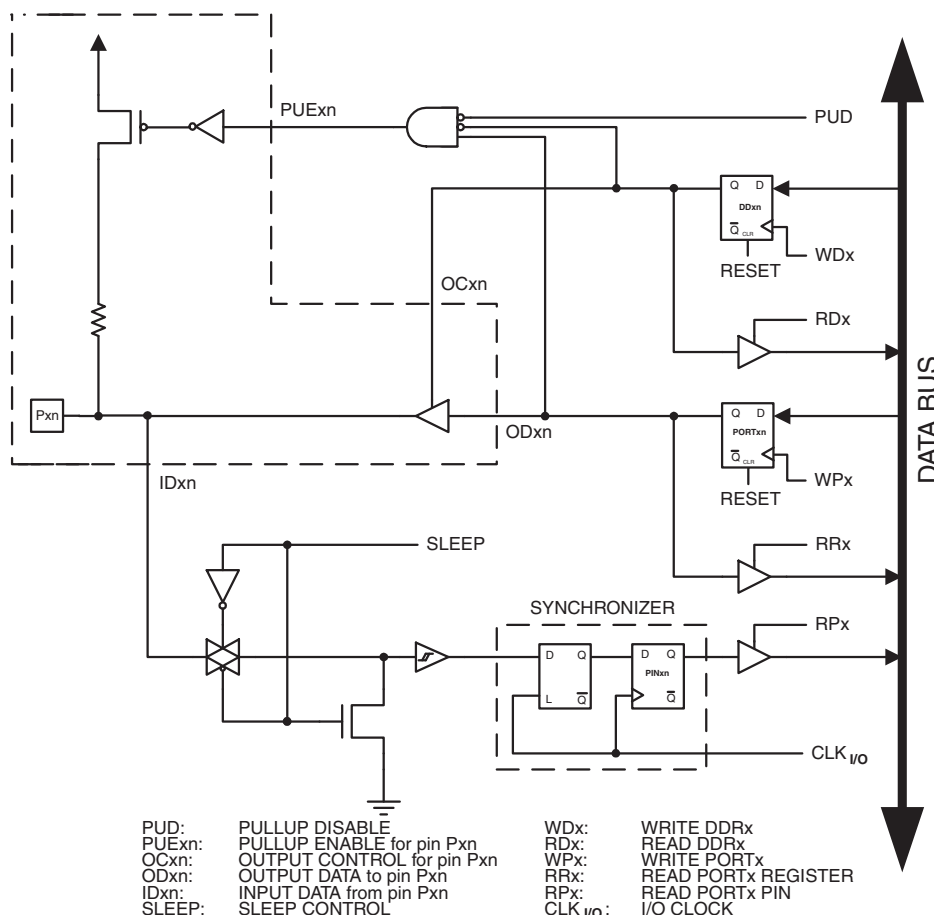 PUExn
PUD
Q D
DDxn
Q CLR
WDx
RESET
OCxn
RDx
DATA BUS
Pxn
Q D
ODxn
PORTxn
Q CLR
IDxn
WPx
RESET
SLEEP
RRx
SYNCHRONIZER
RPx
D Q
D Q
PINxn
L Q
Q
CLK I/O
PUD: PULLUP DISABLE
PUExn: PULLUP ENABLE for pin Pxn
OCxn: OUTPUT CONTROL for pin Pxn
ODxn: OUTPUT DATA to pin Pxn
IDxn: INPUT DATA from pin Pxn
SLEEP: SLEEP CONTROL
WDx: WRITE DDRx
RDx: READ DDRx
WPx: WRITE PORTx
RRx: READ PORTx REGISTER
RPx: READ PORTx PIN
CLK I/O: I/O CLOCK